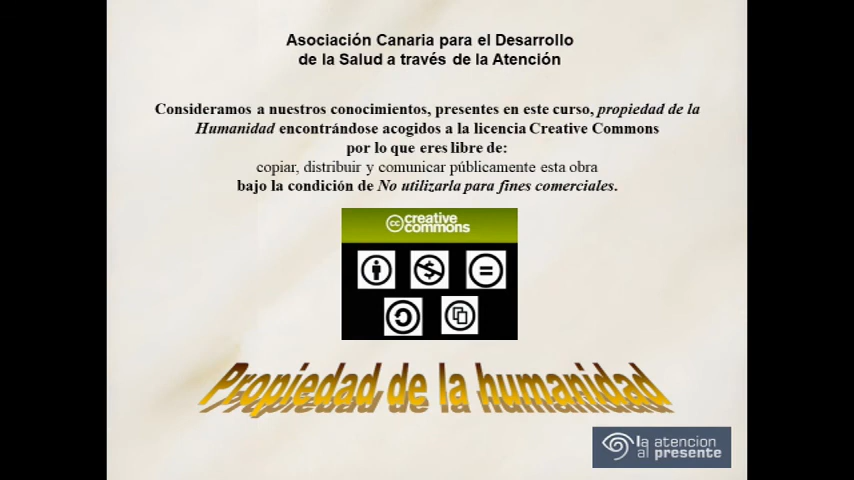 Asociación Canaria para el Desarrollo
de la Salud a través de la Atención
Consideramos a nuestros conocimientos, presentes en este curso, propiedad de la
Humanidad encontrándose acogidos a la licencia Creative Commons
por lo que eres libre de:
copiar, distribuir y comunicar públicamente esta obra
bajo la condición de No utilizarla para fines comerciales.
cc creative
commons
Propiedad de la humanidad
la atencion
al presente